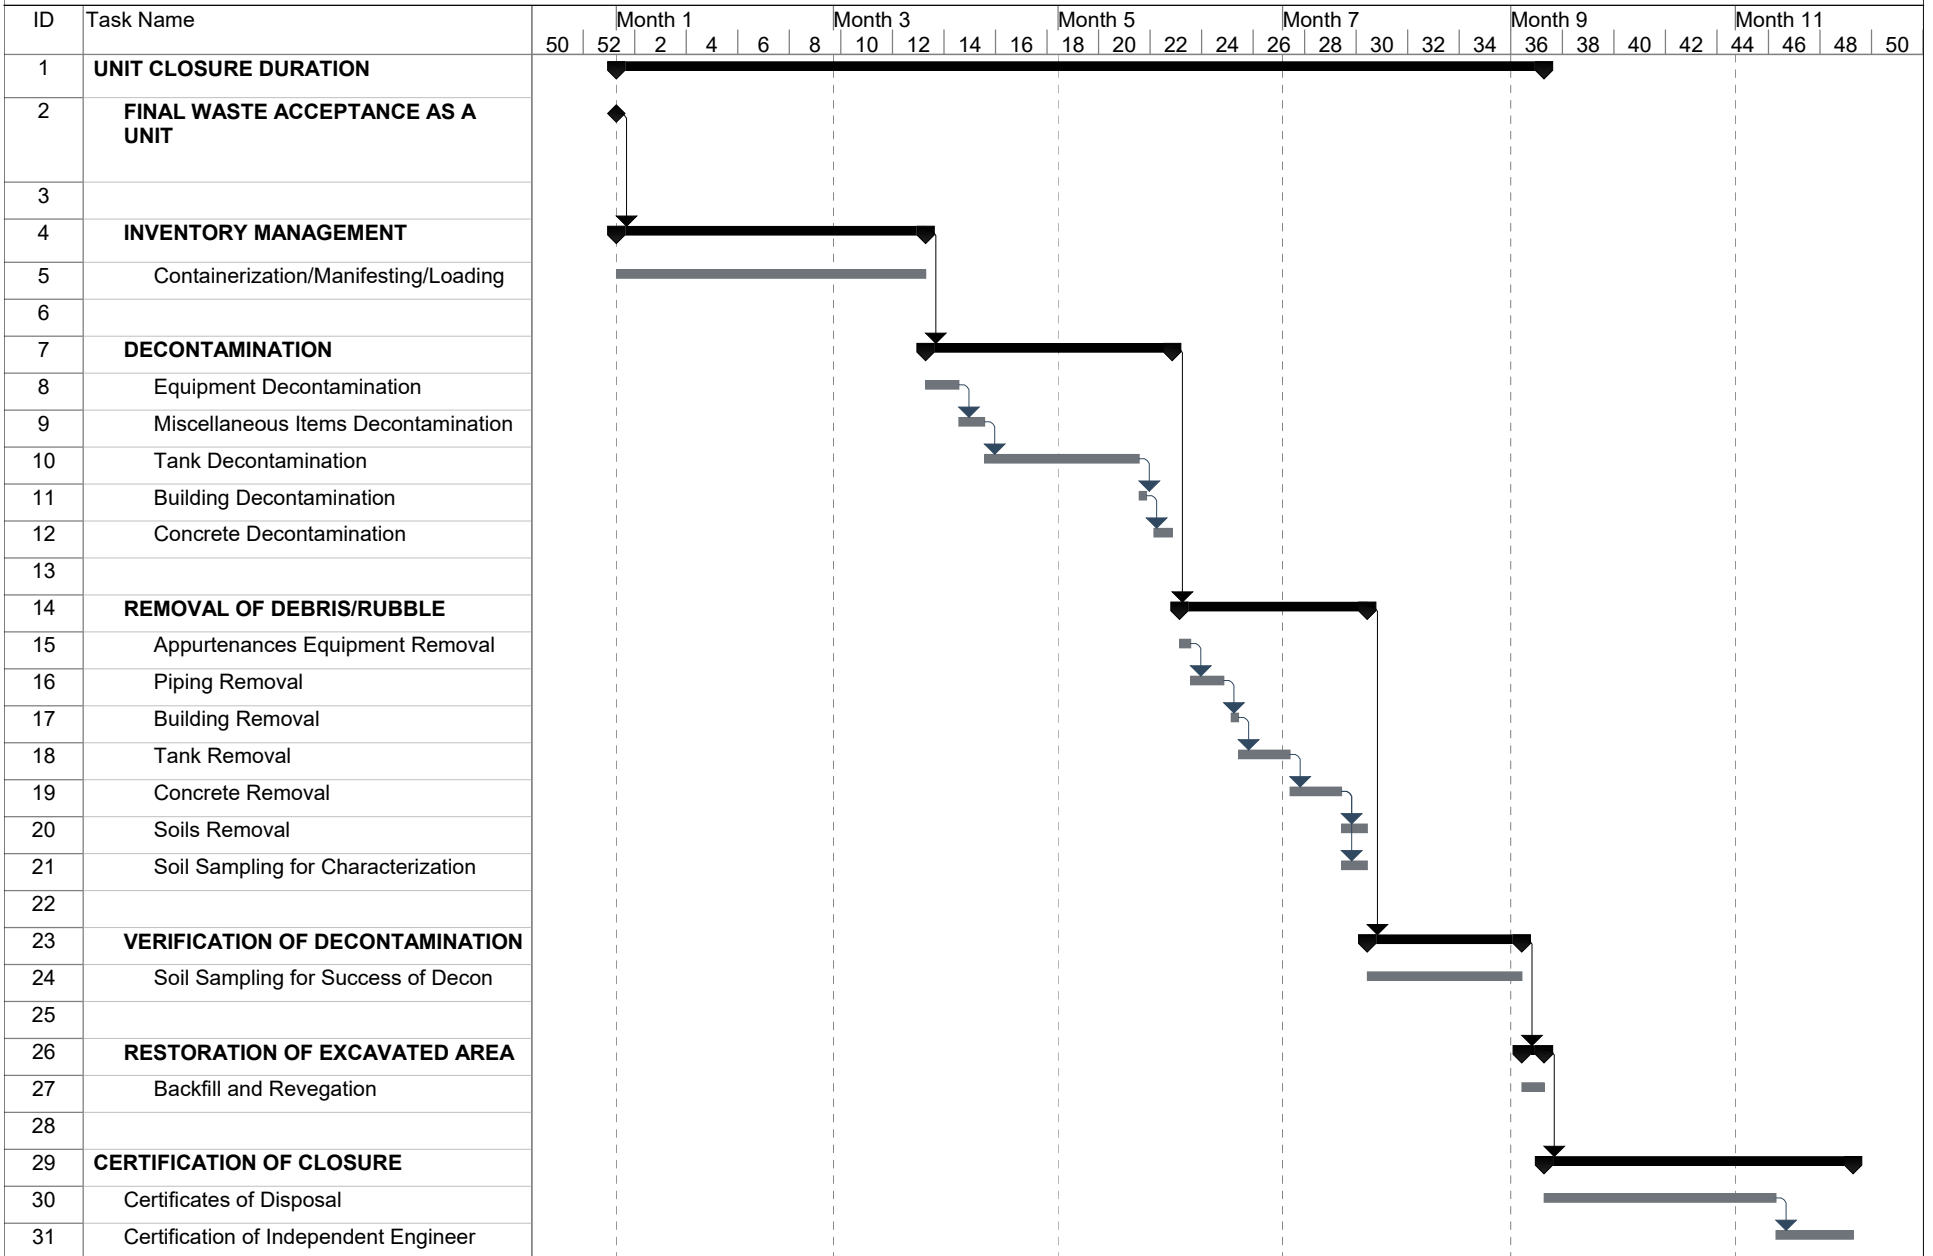 ID Task Name Month 1 Month 3 Month 5 Month 7 Month 9 Month 11
50 52 2 4 6 8 10 12 14 16 18 20 22 24 26 28 30 32 34 36 38 40 42 44 46 48 50
1 UNIT CLOSURE DURATION
2 FINAL WASTE ACCEPTANCE AS A
UNIT
3
4 INVENTORY MANAGEMENT
5 Containerization/Manifesting/Loading
6
7 DECONTAMINATION
8 Equipment Decontamination
9 Miscellaneous Items Decontamination
10 Tank Decontamination
11 Building Decontamination
12 Concrete Decontamination
13
14 REMOVAL OF DEBRIS/RUBBLE
15 Appurtenances Equipment Removal
16 Piping Removal
17 Building Removal
18 Tank Removal
19 Concrete Removal
20 Soils Removal
21 Soil Sampling for Characterization
22
23 VERIFICATION OF DECONTAMINATION
24 Soil Sampling for Success of Decon
25
26 RESTORATION OF EXCAVATED AREA
27 Backfill and Revegation
28
29 CERTIFICATION OF CLOSURE
30 Certificates of Disposal
31 Certification of Independent Engineer